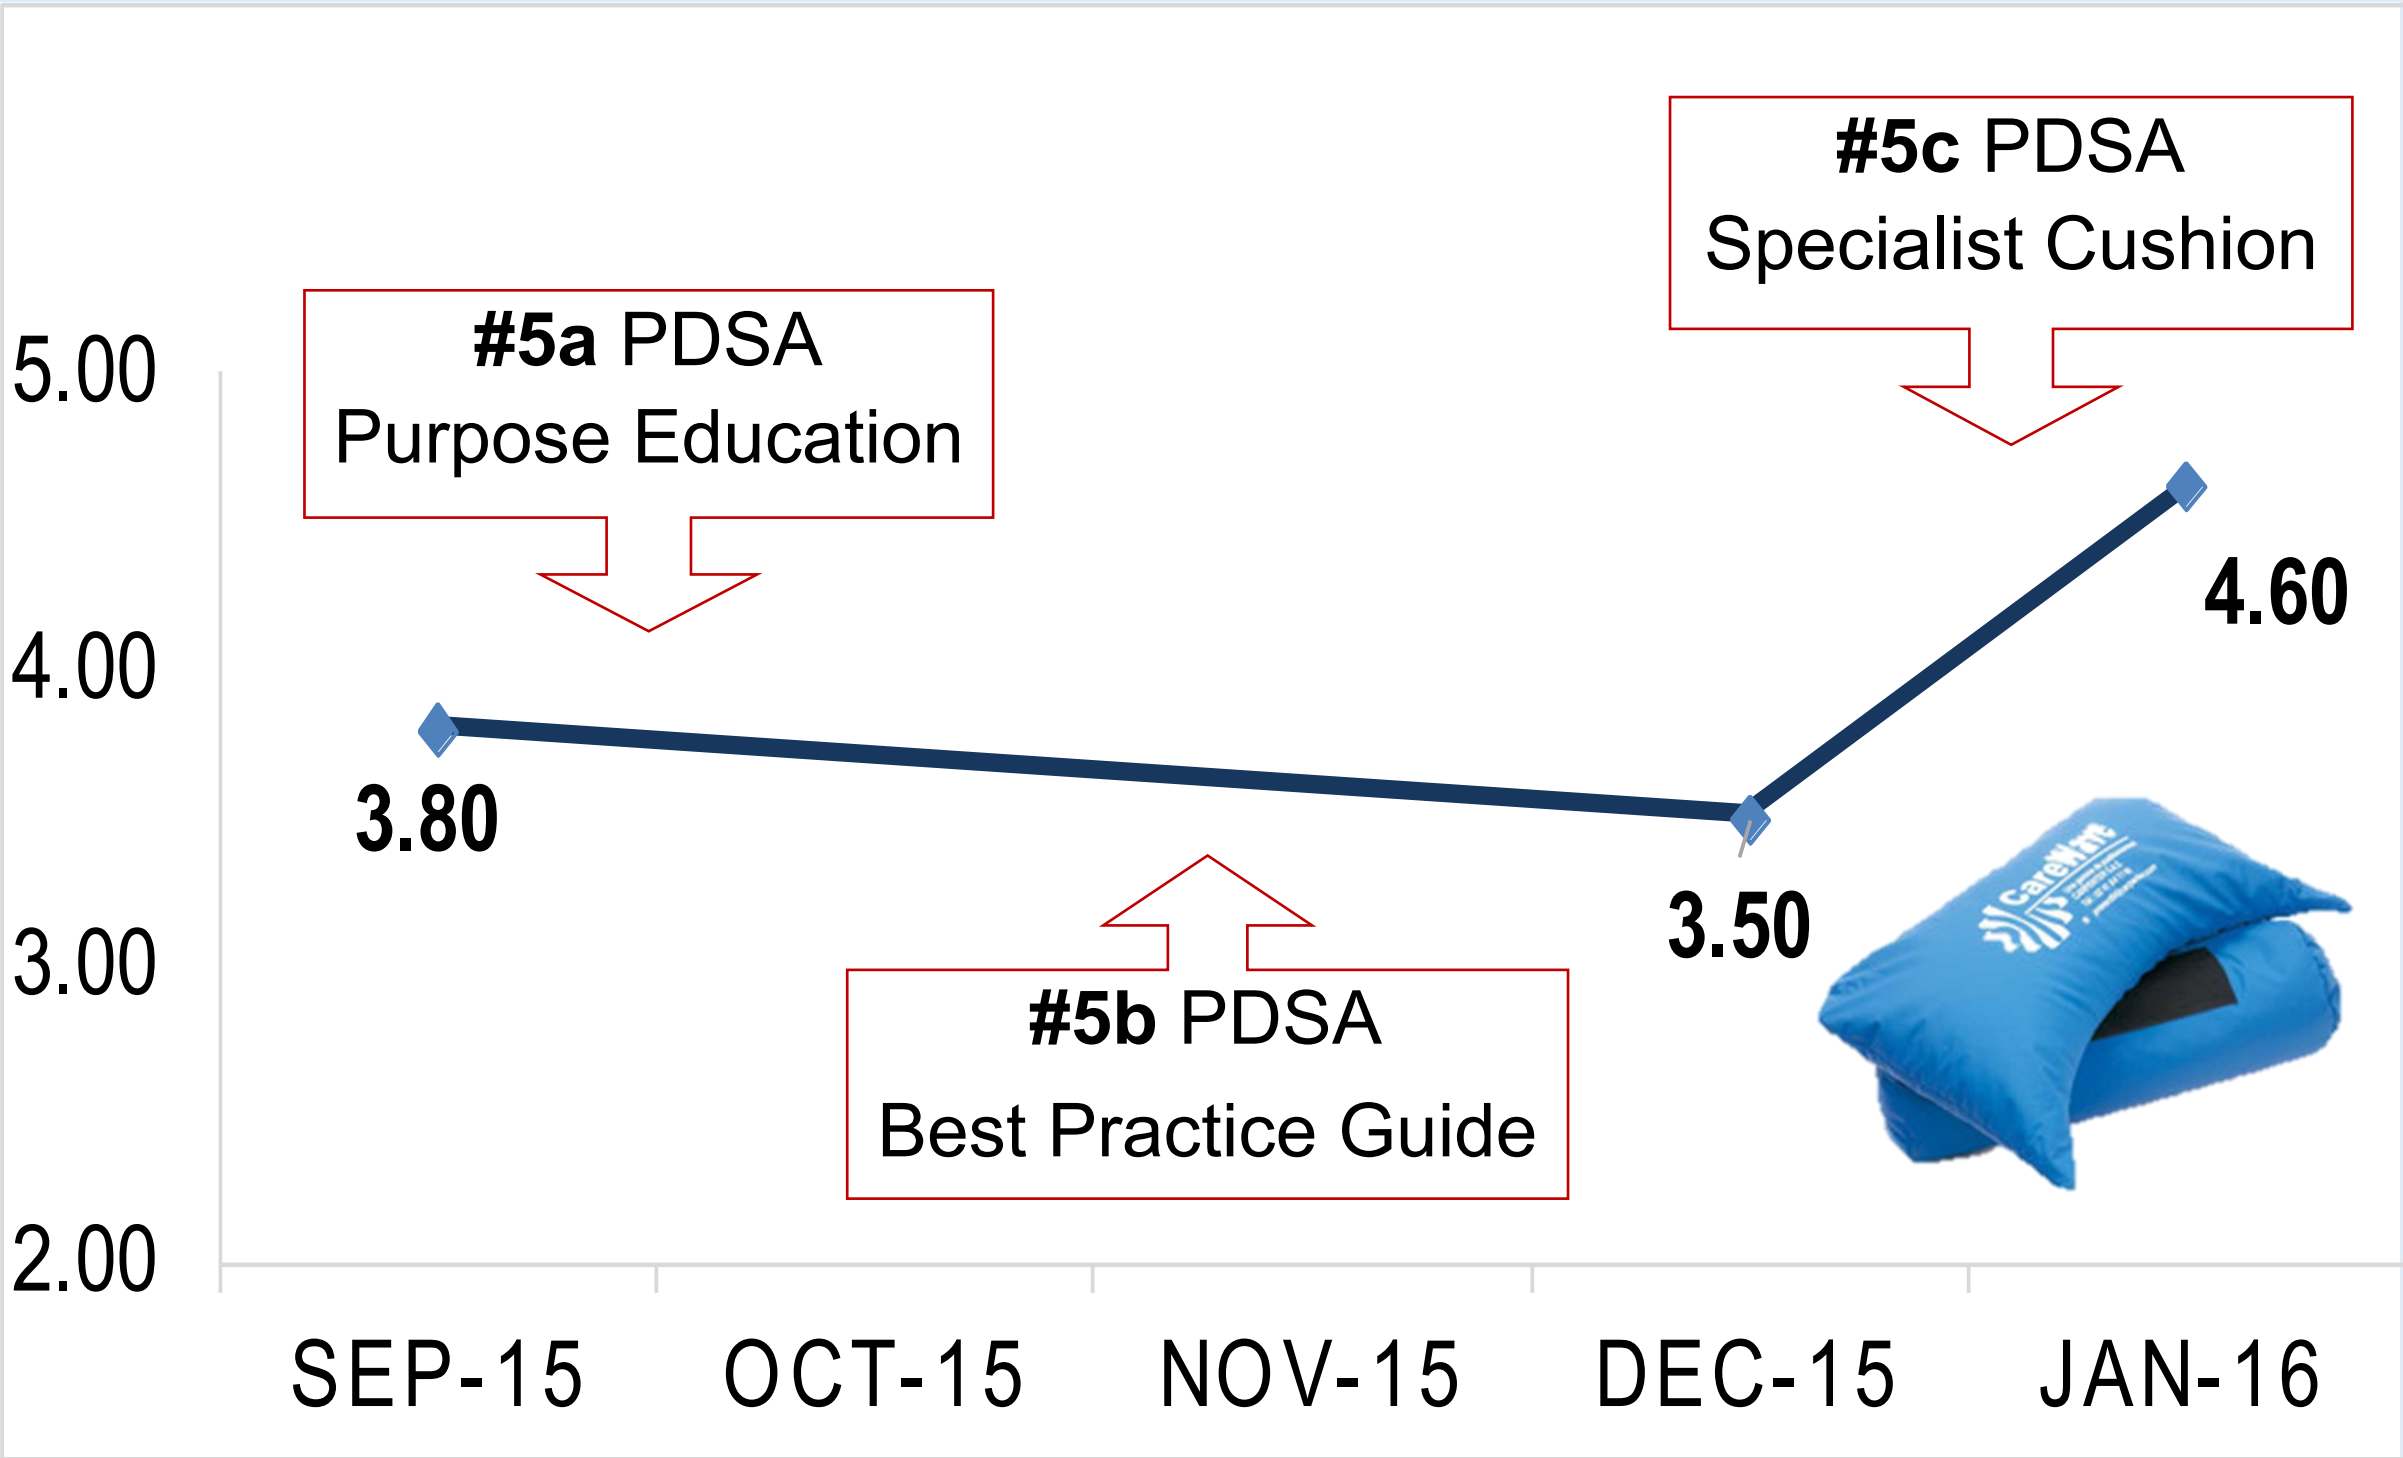 #5c PDSA
Specialist Cushion
#5a PDSA
Purpose Education
5.00
4.00
3.00
2.00
3.80
3.50
4.60
#5b PDSA
Best Practice Guide
CareWave
SEP-15
OCT-15
NOV-15
DEC-15
JAN-16